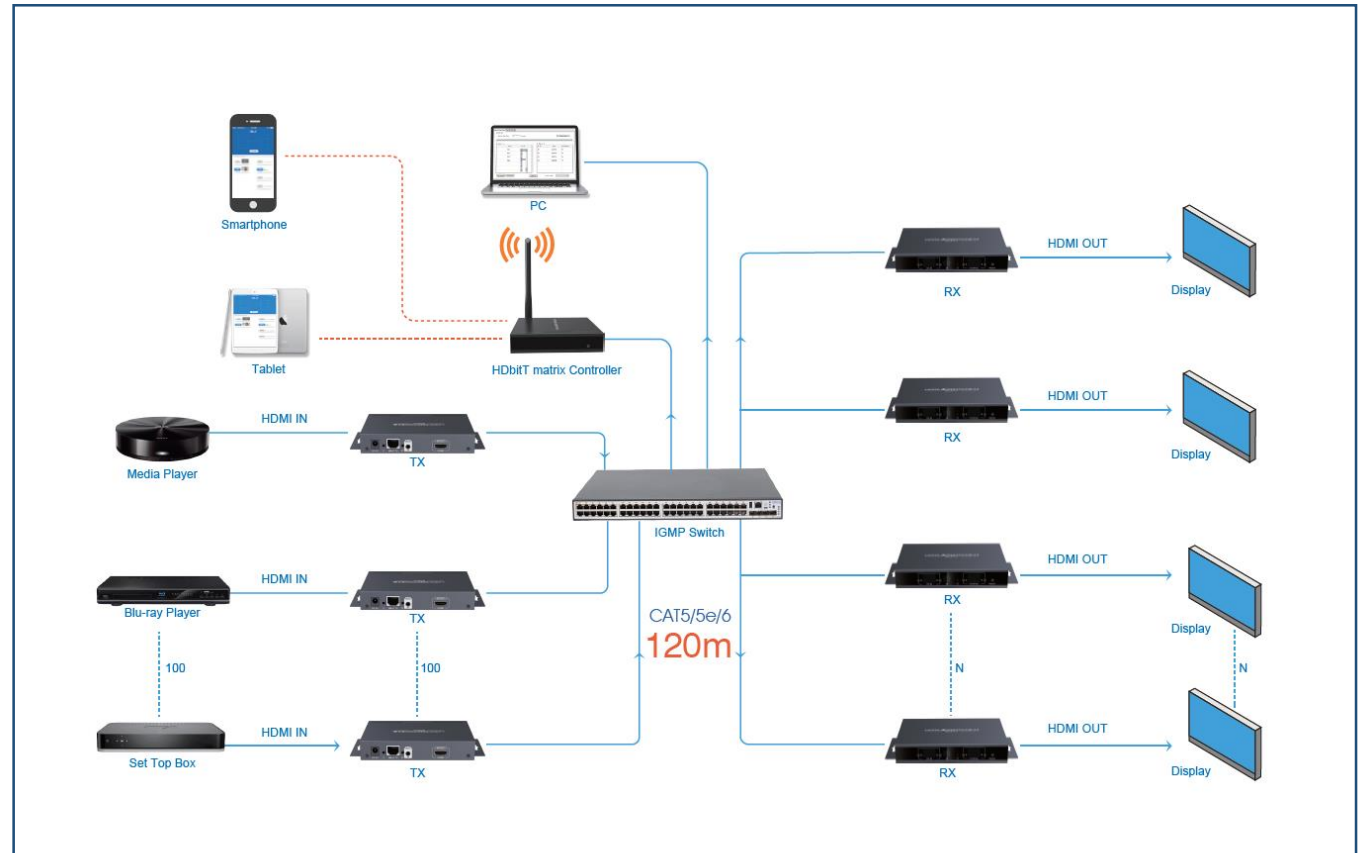 Smartphone
PC
Tablet
HDbitT matrix Controller
HDMI IN
Media Player
TX
IGMP Switch
HDMI IN
Blu-ray Player
TX
100
100
HDMI IN
Set Top Box
TX
CAT5/5e/6
120m
RX
HDMI OUT
Display
RX
HDMI OUT
Display
RX
HDMI OUT
Display
N
N
RX
HDMI OUT
Display